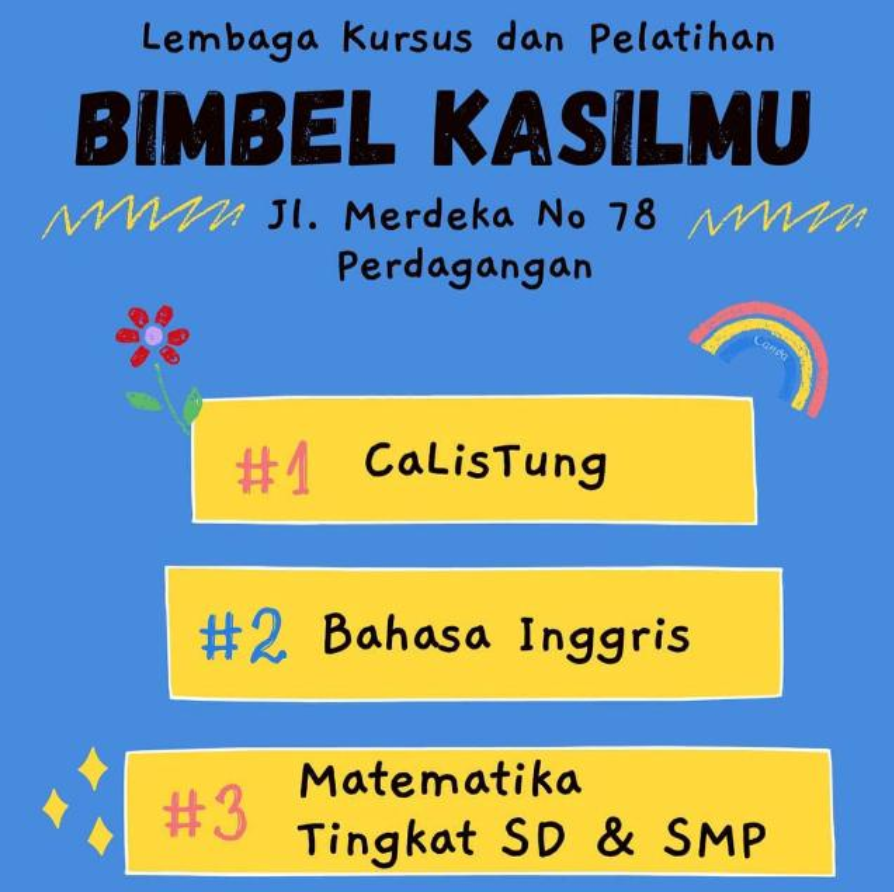 Lembaga Kursus dan Pelatihan
BIMBEL KASILMU
Jl. Merdeka No 78
Perdagangan
Canva
#1 CaLisTung
#2 Bahasa Inggris
#3 Matematika
Tingkat SD & SMP